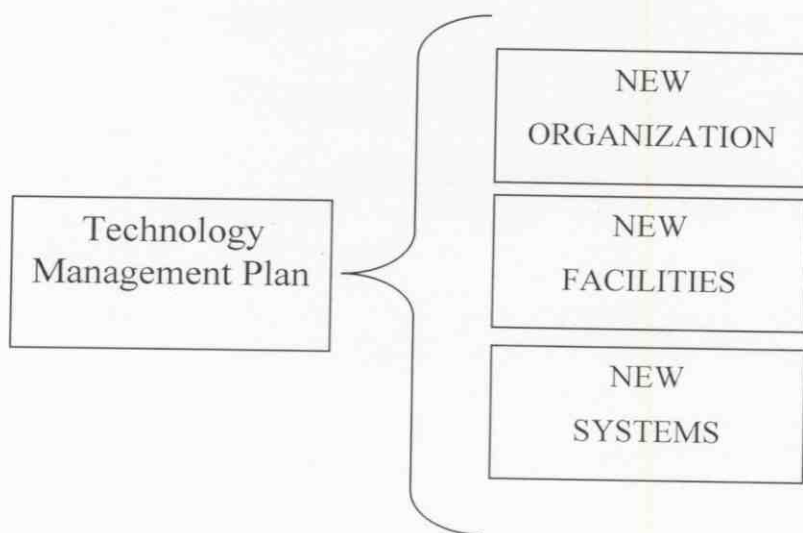 Technology
Management Plan
NEW
ORGANIZATION
NEW
FACILITIES
NEW
SYSTEMS